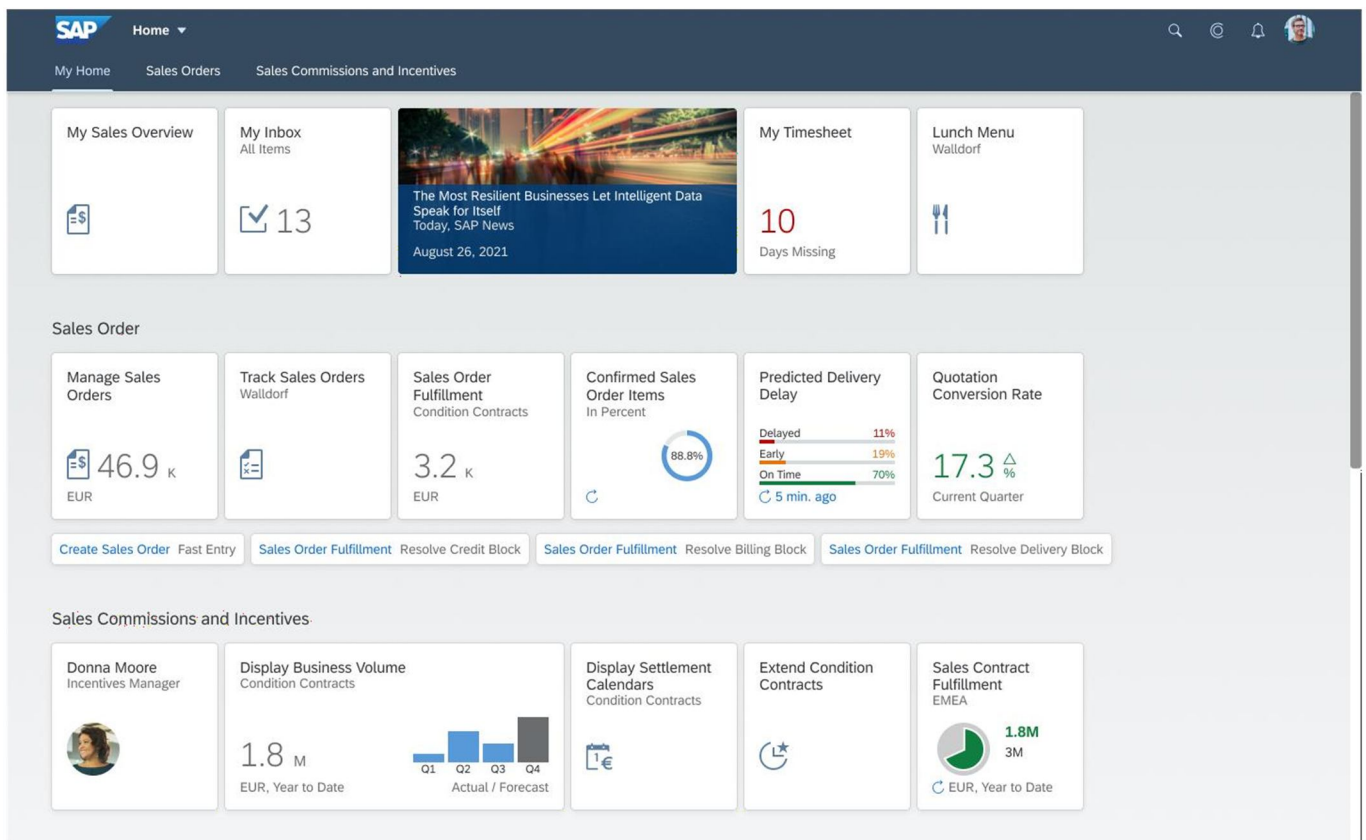 SAP
Home
My Home
Sales Orders
Sales Commissions and Incentives
My Sales Overview
My Inbox
All Items
13
The Most Resilient Businesses Let Intelligent Data
Speak for Itself
Today, SAP News
August 26, 2021
My Timesheet
10
Days Missing
Lunch Menu
Walldorf
Sales Order
Manage Sales
Orders
46.9 K
EUR
Track Sales Orders
Walldorf
Sales Order
Fulfillment
Condition Contracts
3.2 K
EUR
Confirmed Sales
Order Items
In Percent
88.8%
Predicted Delivery
Delay
Delayed 11%
Early 19%
On Time 70%
5 min. ago
Quotation
Conversion Rate
17.3 %
Current Quarter
Create Sales Order Fast Entry
Sales Order Fulfillment Resolve Credit Block
Sales Order Fulfillment Resolve Billing Block
Sales Order Fulfillment Resolve Delivery Block
Sales Commissions and Incentives
Donna Moore
Incentives Manager
Display Business Volume
Condition Contracts
1.8 M
EUR, Year to Date
Q1 Q2 Q3 Q4
Actual / Forecast
Display Settlement
Calendars
Condition Contracts
1 €
Extend Condition
Contracts
Sales Contract
Fulfillment
EMEA
1.8M
3M
EUR, Year to Date